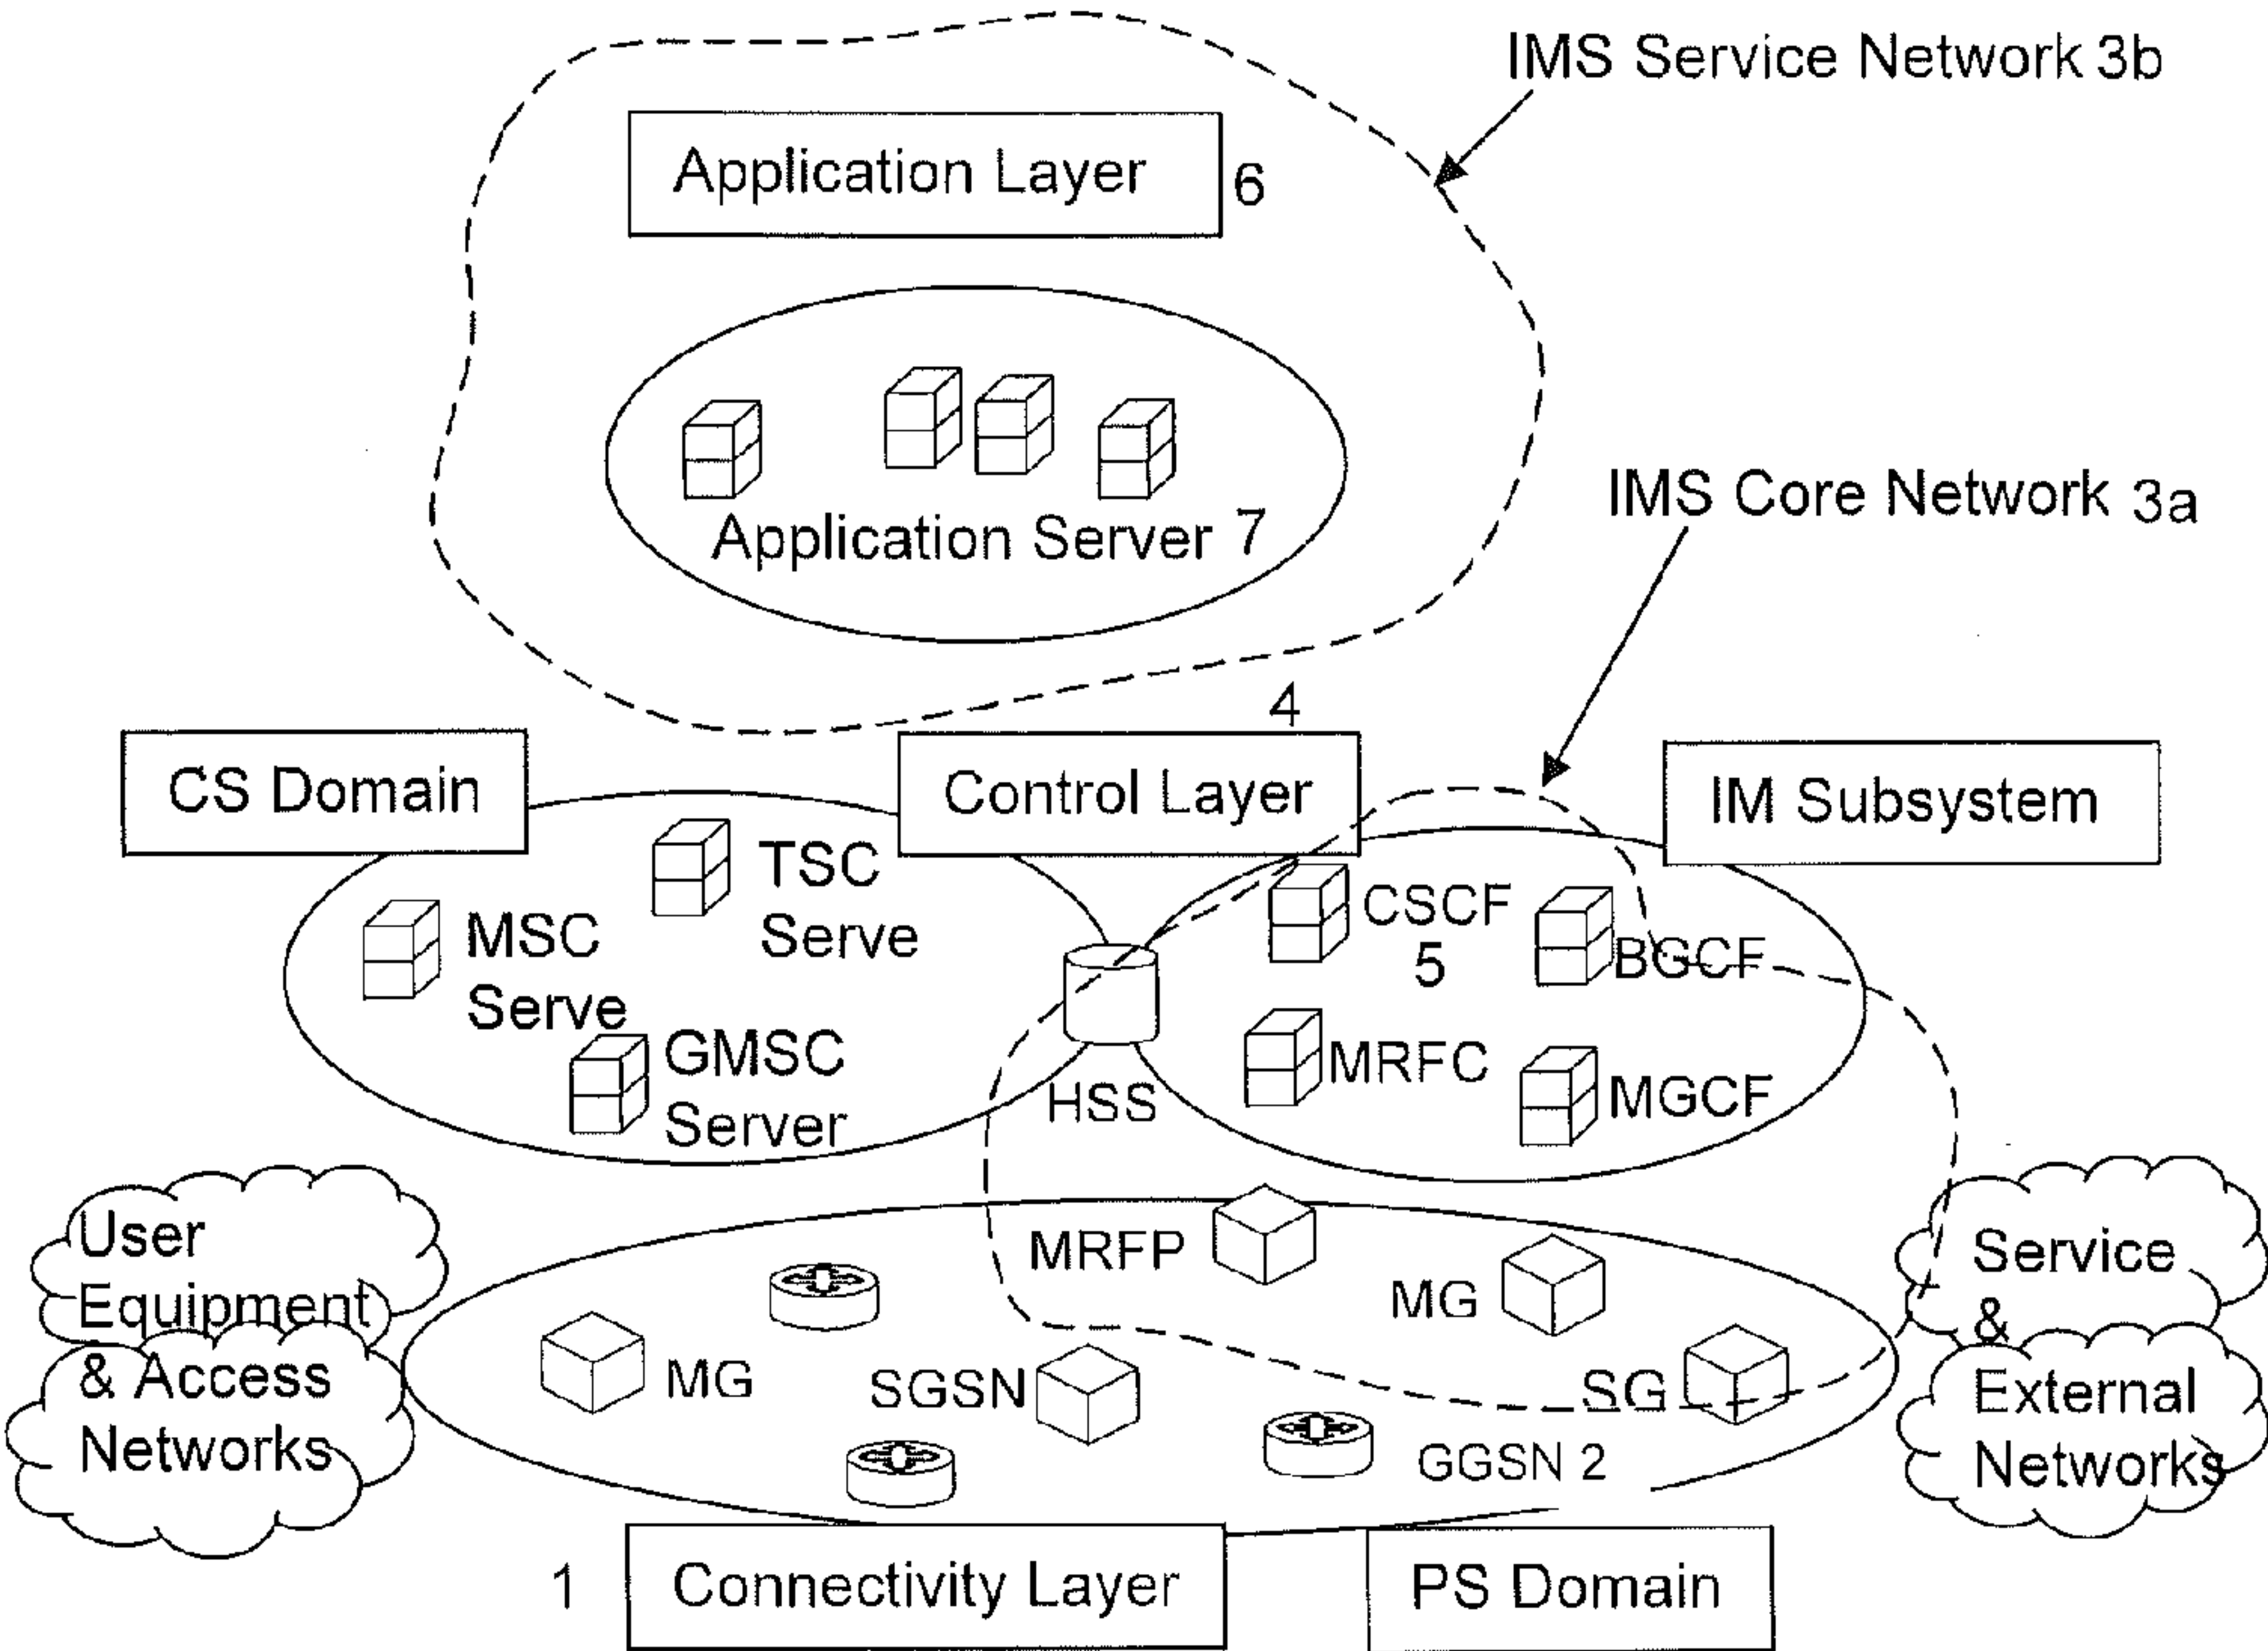 IMS Service Network 3b
Application Layer
6
IMS Core Network 3a
Application Server 7
4
CS Domain
Control Layer
IM Subsystem
TSC
Serve
CSCF
5
BGCF
MSC
Serve
GMSC
Server
HSS
MRFC
MGCF
User
Equipment
& Access
Networks
MRFP
MG
Service
&
External
Networks
MG
SGSN
SG
GGSN 2
1
Connectivity Layer
PS Domain